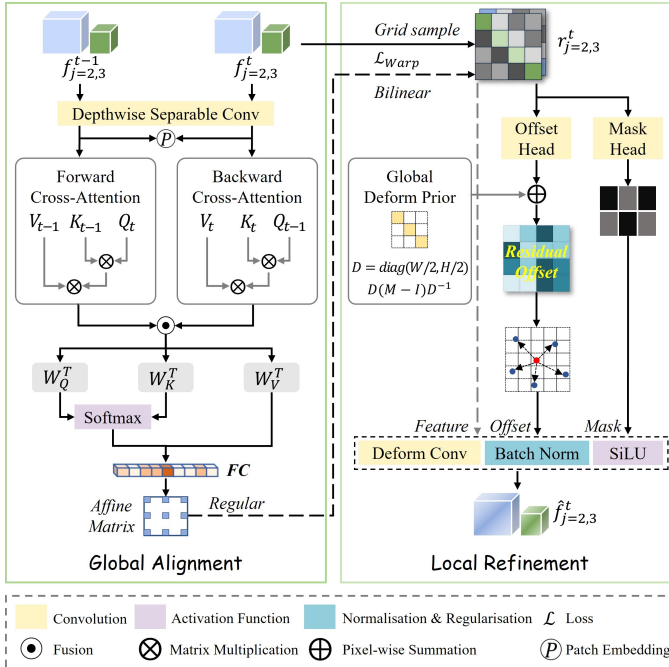 f^{t-1}_{j=2,3}
f^{t}_{j=2,3}
Grid sample
r^{t}_{j=2,3}
ℒ_{Warp}
Bilinear
Depthwise Separable Conv
P
Forward
Cross-Attention
V_{t-1} K_{t-1} Q_t
Backward
Cross-Attention
V_t K_t Q_{t-1}
Offset
Head
Mask
Head
Global
Deform Prior
D = diag(W/2, H/2)
D(M − I)D^{-1}
Residual
Offset
W_Q^T
W_K^T
W_V^T
Softmax
FC
Affine
Matrix
Regular
Feature
Offset
Mask
Deform Conv
Batch Norm
SiLU
f̂^{t}_{j=2,3}
Global Alignment
Local Refinement
Convolution
Activation Function
Normalisation & Regularisation
ℒ Loss
Fusion
Matrix Multiplication
Pixel-wise Summation
P Patch Embedding